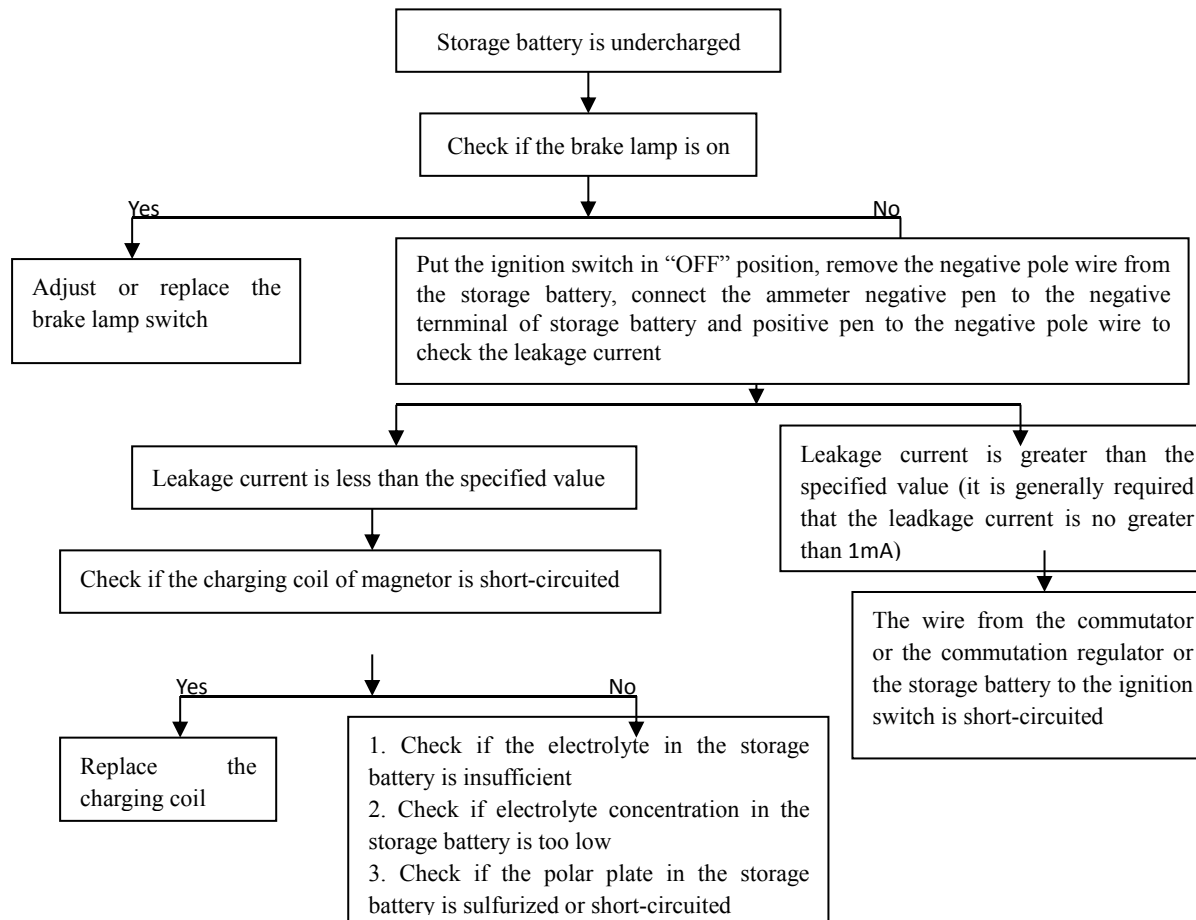 Storage battery is undercharged
Check if the brake lamp is on
Yes
No
Adjust or replace the
brake lamp switch
Put the ignition switch in “OFF” position, remove the negative pole wire from
the storage battery, connect the ammeter negative pen to the negative
ternminal of storage battery and positive pen to the negative pole wire to
check the leakage current
Leakage current is less than the specified value
Leakage current is greater than the
specified value (it is generally required
that the leadkage current is no greater
than 1mA)
Check if the charging coil of magnetor is short-circuited
The wire from the commutator
or the commutation regulator or
the storage battery to the ignition
switch is short-circuited
Yes
No
Replace the
charging coil
1. Check if the electrolyte in the storage
battery is insufficient
2. Check if electrolyte concentration in the
storage battery is too low
3. Check if the polar plate in the storage
battery is sulfurized or short-circuited